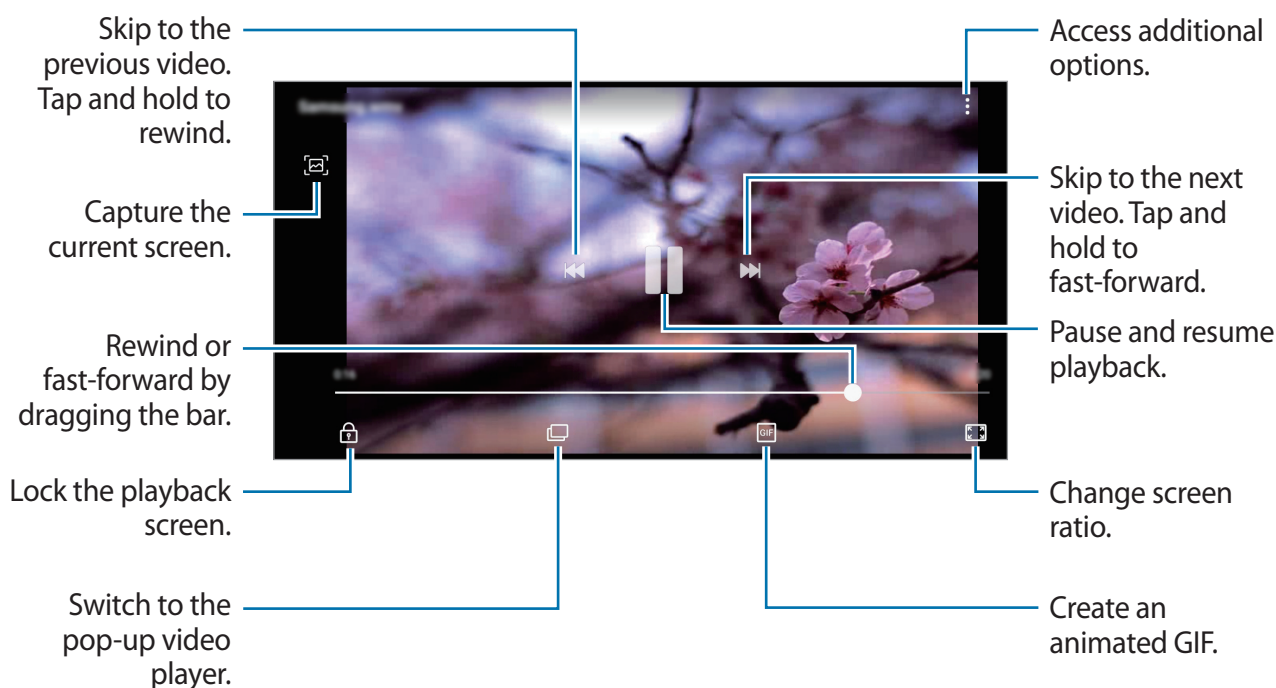 Skip to the
previous video.
Tap and hold to
rewind.
Capture the
current screen.
Rewind or
fast-forward by
dragging the bar.
Lock the playback
screen.
Switch to the
pop-up video
player.
Access additional
options.
Skip to the next
video. Tap and
hold to
fast-forward.
Pause and resume
playback.
Change screen
ratio.
Create an
animated GIF.
GIF